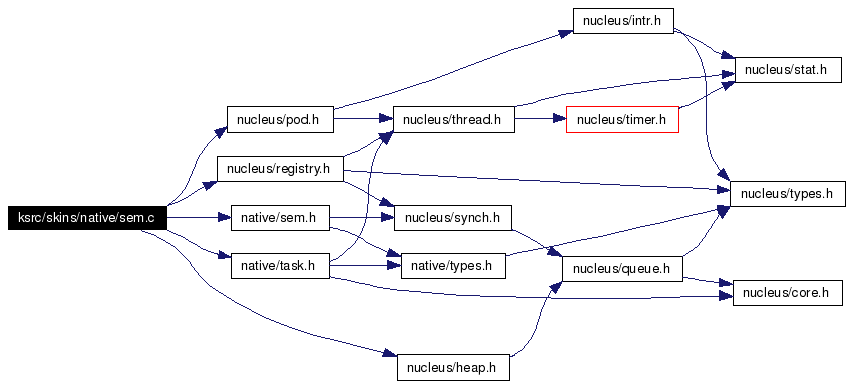 nucleus/intr.h
nucleus/stat.h
nucleus/pod.h
nucleus/thread.h
nucleus/timer.h
nucleus/registry.h
nucleus/types.h
ksrc/skins/native/sem.c
native/sem.h
nucleus/synch.h
native/task.h
native/types.h
nucleus/queue.h
nucleus/core.h
nucleus/heap.h